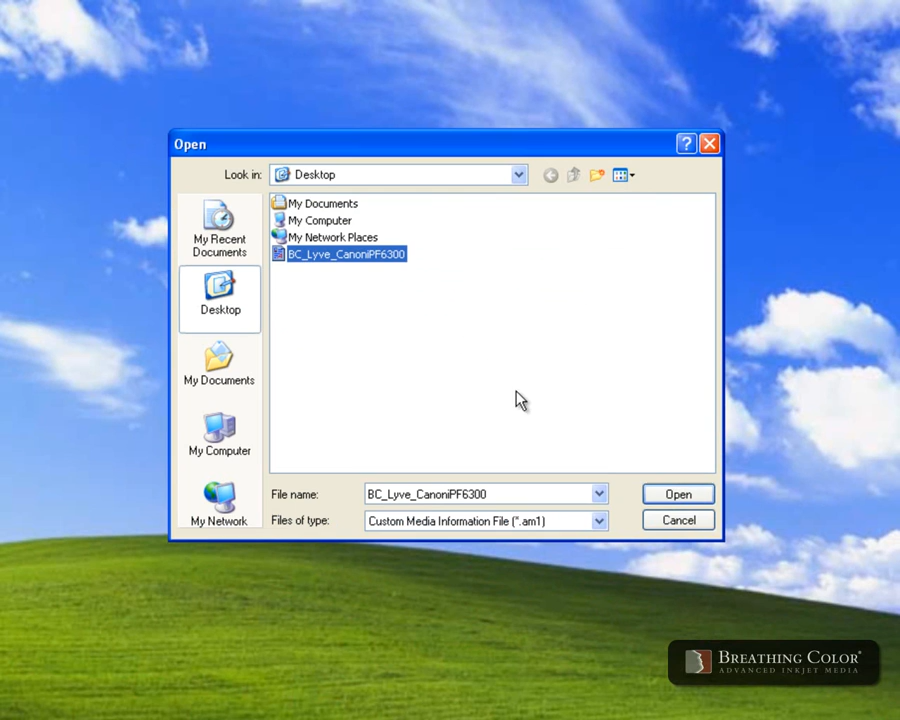 Open
Look in:
Desktop
My Documents
My Computer
My Network Places
BC_Lyve_CanoniPF6300
My Recent
Documents
Desktop
My Documents
My Computer
My Network
File name:
BC_Lyve_CanoniPF6300
Open
Files of type:
Custom Media Information File (*.am1)
Cancel
BREATHING COLOR®
ADVANCED INKJET MEDIA